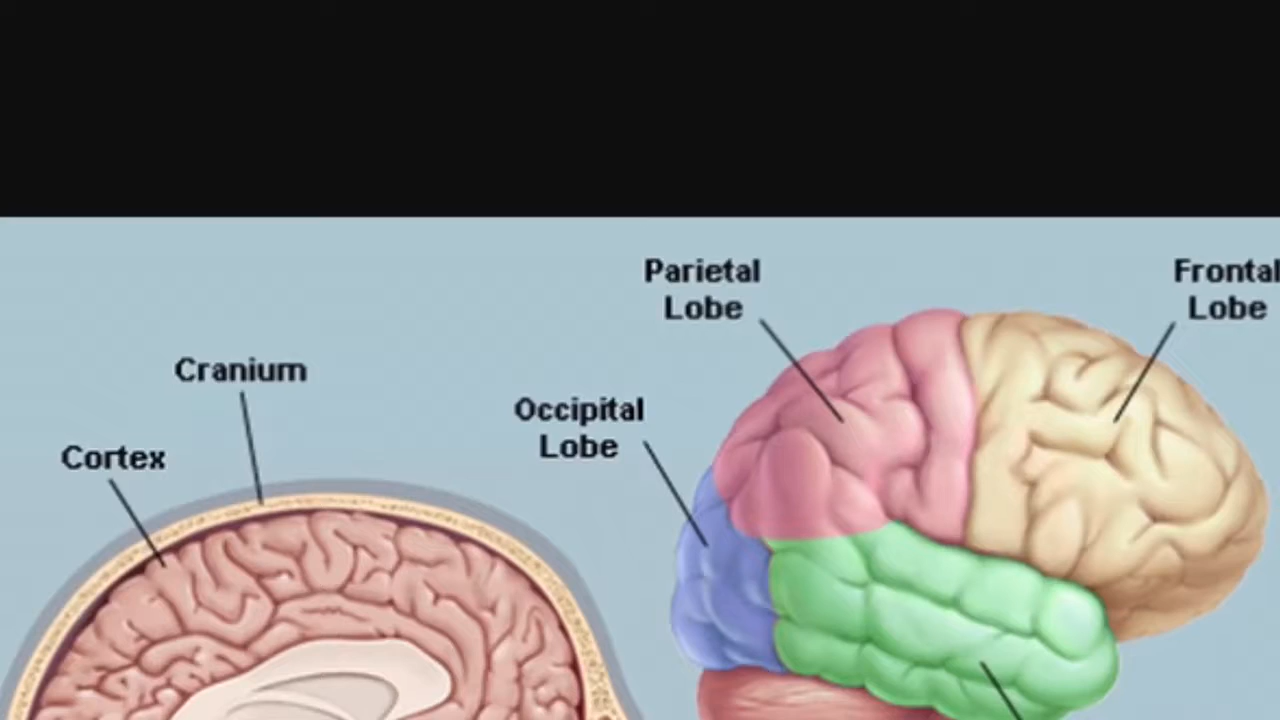 Parietal
Lobe
Frontal
Lobe
Cranium
Occipital
Lobe
Cortex